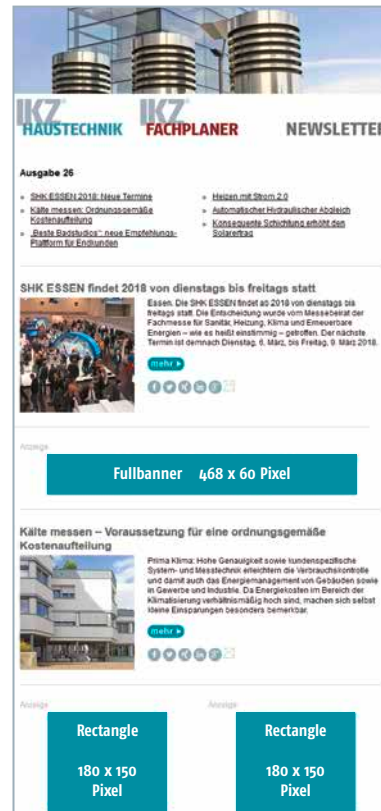 IKZ IKZ
HAUSTECHNIK FACHPLANER NEWSLETTER
Ausgabe 26
» SHK ESSEN 2018: Neue Termine
» Kälte messen: Ordnungsgemäße
Kostenaufteilung
» „Beste Badstudios“: neue Empfehlungs-
Plattform für Endkunden
» Heizen mit Strom 2.0
» Automatischer Hydraulischer Abgleich
» Konsequente Schichtung erhöht den
Solarertrag
SHK ESSEN findet 2018 von dienstags bis freitags statt
Essen. Die SHK ESSEN findet ab 2018 von dienstags bis
freitags statt. Die Entscheidung wurde vom Messebeirat der
Fachmesse für Sanitär, Heizung, Klima und Erneuerbare
Energien – wie es heißt einstimmig – getroffen. Der nächste
Termin ist demnach Dienstag, 6. März, bis Freitag, 9. März 2018.
mehr
Anzeige
Fullbanner 468 x 60 Pixel
Kälte messen – Voraussetzung für eine ordnungsgemäße
Kostenaufteilung
Prima Klima: Hohe Genauigkeit sowie kundenspezifische
System- und Messtechnik erleichtern die Verbrauchskontrolle
und damit auch das Energiemanagement von Gebäuden sowie
in Gewerbe und Industrie. Da Energiekosten im Bereich der
Klimatisierung verhältnismäßig hoch sind, machen sich selbst
kleine Einsparungen besonders bemerkbar.
mehr
Anzeige Anzeige
Rectangle
180 x 150
Pixel
Rectangle
180 x 150
Pixel